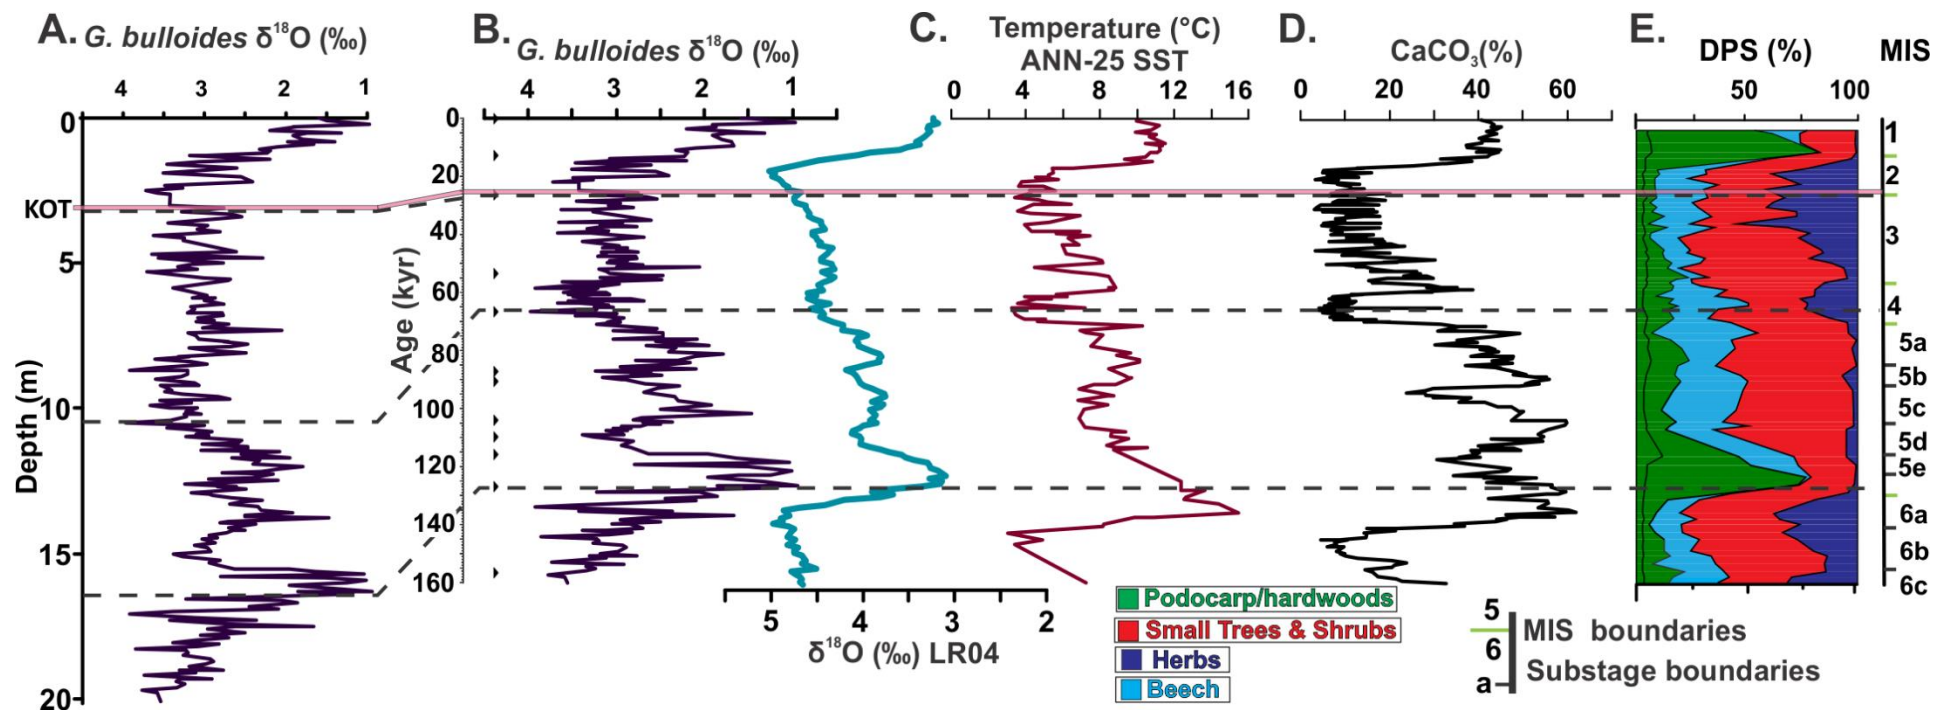 A. G. bulloides δ¹⁸O (‰)
4 3 2 1
0
KOT
5
10
15
20
Depth (m)
B. G. bulloides δ¹⁸O (‰)
4 3 2 1
0
20
40
60
80
100
120
140
160
Age (kyr)
5 4 3 2
δ¹⁸O (‰) LR04
C. Temperature (°C)
ANN-25 SST
0 4 8 12 16
D. CaCO₃(%)
0 20 40 60
E. DPS (%) MIS
0 50 100
1
2
3
4
5a
5b
5c
5d
5e
6a
6b
6c
Podocarp/hardwoods
Small Trees & Shrubs
Herbs
Beech
5
MIS boundaries
6
Substage boundaries
a